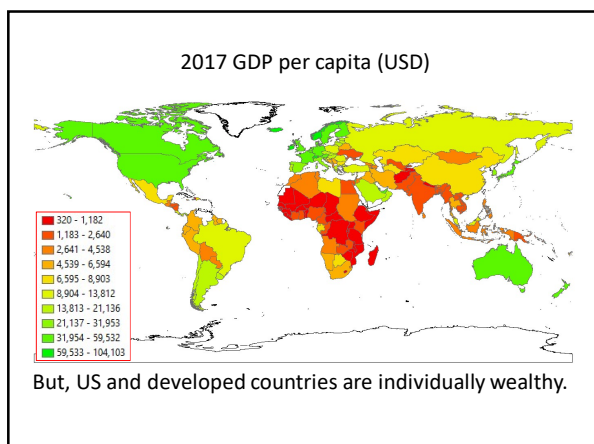 2017 GDP per capita (USD)
320 - 1,182
1,183 - 2,640
2,641 - 4,538
4,539 - 6,594
6,595 - 8,903
8,904 - 13,812
13,813 - 21,136
21,137 - 31,953
31,954 - 59,532
59,533 - 104,103
But, US and developed countries are individually wealthy.